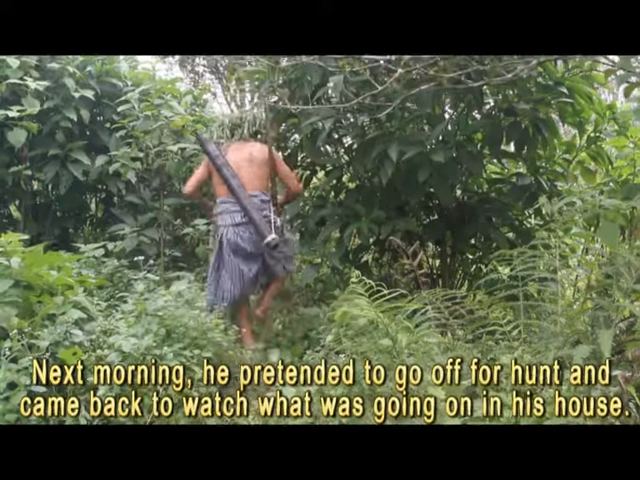 Next morning, he pretended to go off for hunt and
came back to watch what was going on in his house.